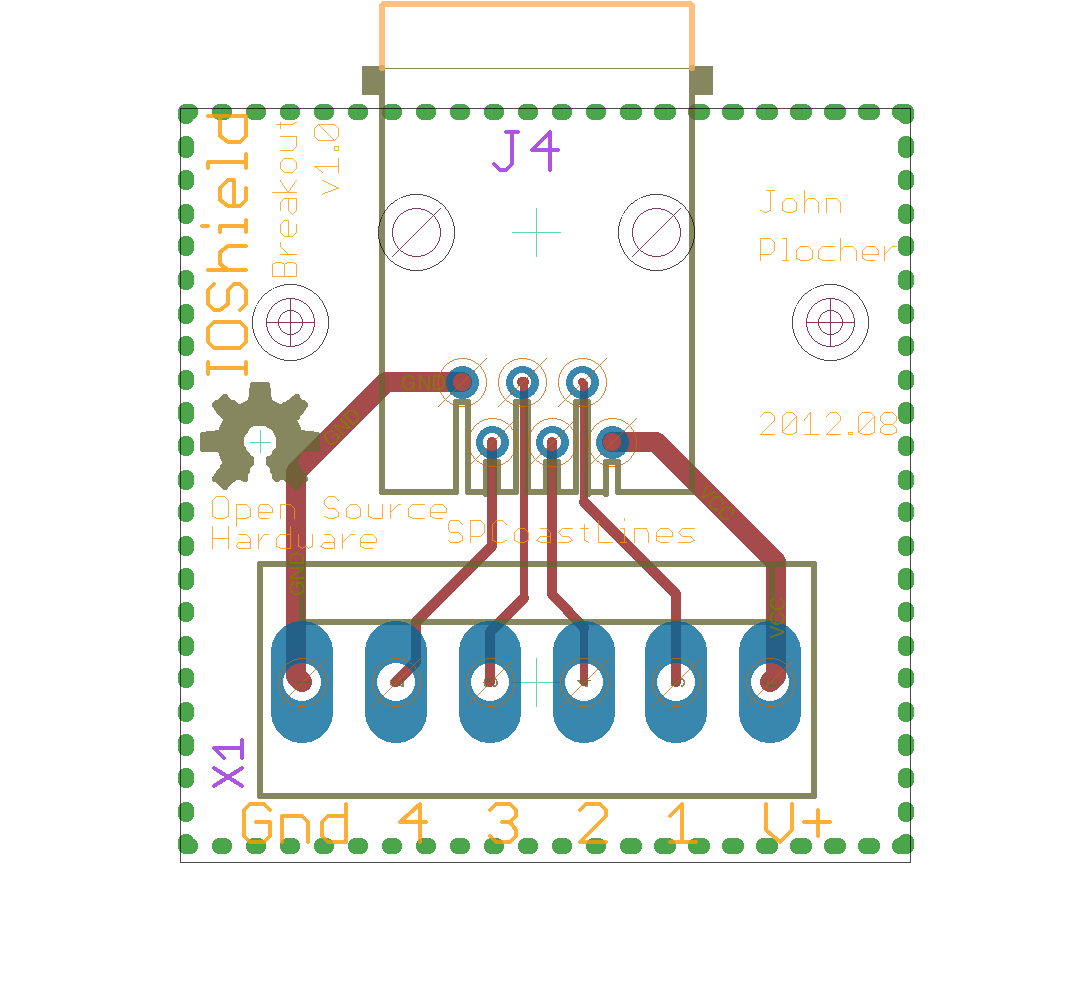 J4
IOShield
Breakout
v1.0
John
Plocher
2012.08
GND
GND
GND
VCC
VCC
Open Source
Hardware
SPCoastLines
X1
Gnd 4 3 2 1 V+